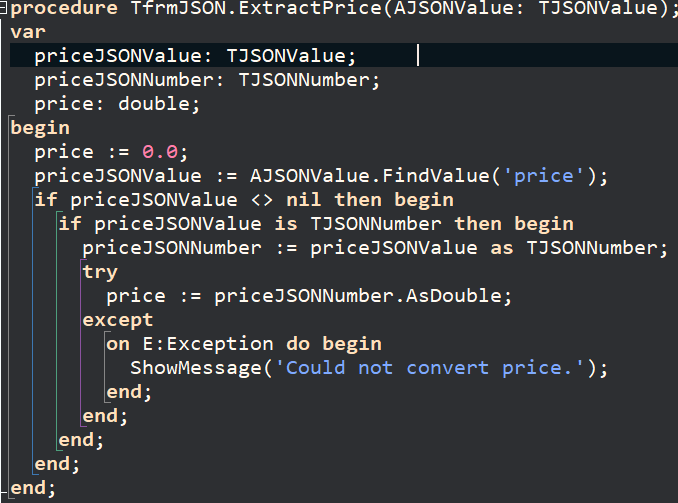 procedure TfrmJSON.ExtractPrice(AJSONValue: TJSONValue);
var
  priceJSONValue: TJSONValue;
  priceJSONNumber: TJSONNumber;
  price: double;
begin
  price := 0.0;
  priceJSONValue := AJSONValue.FindValue('price');
  if priceJSONValue <> nil then begin
    if priceJSONValue is TJSONNumber then begin
      priceJSONNumber := priceJSONValue as TJSONNumber;
      try
        price := priceJSONNumber.AsDouble;
      except
        on E:Exception do begin
          ShowMessage('Could not convert price.');
        end;
      end;
    end;
  end;
end;